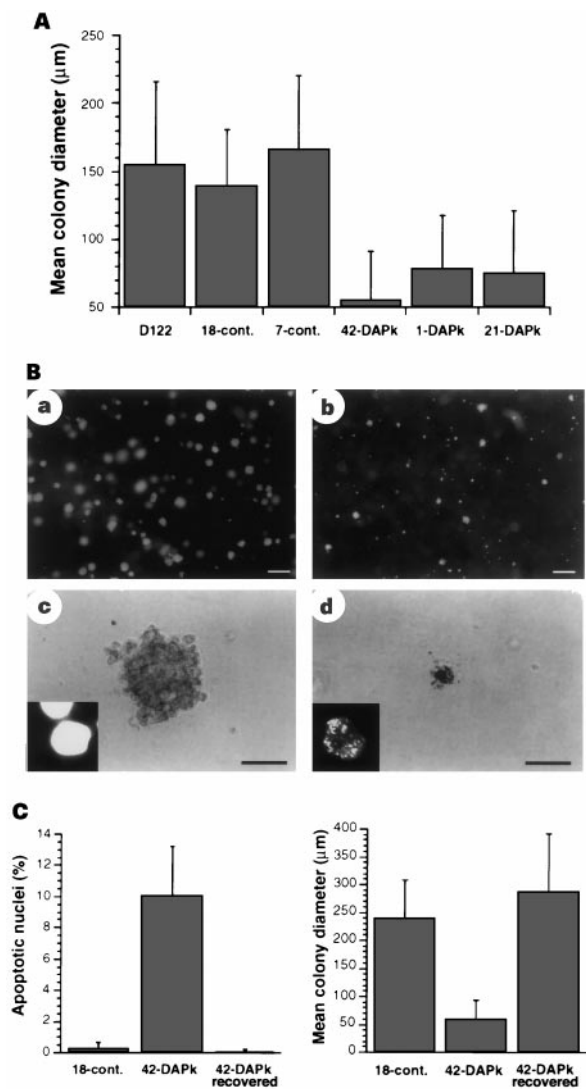 A
Mean colony diameter (μm)
250
200
150
100
50
D122
18-cont.
7-cont.
42-DAPk
1-DAPk
21-DAPk
B
a
b
c
d
C
Apoptotic nuclei (%)
14
12
10
8
6
4
2
0
18-cont.
42-DAPk
42-DAPk
recovered
Mean colony diameter (μm)
400
350
300
250
200
150
100
50
0
18-cont.
42-DAPk
42-DAPk
recovered